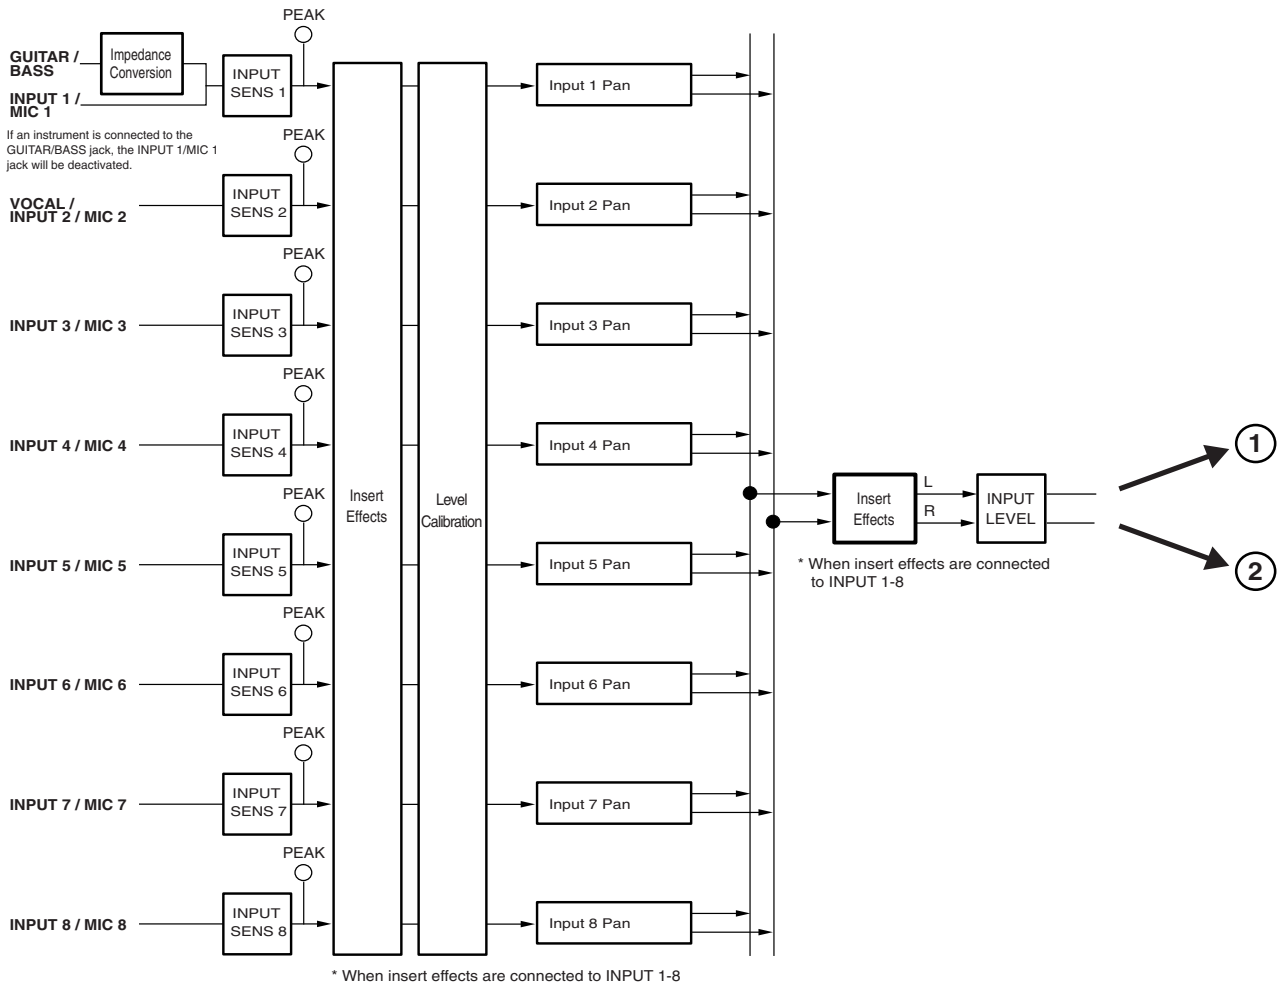 PEAK
GUITAR /
BASS
Impedance
Conversion
INPUT
SENS 1
Input 1 Pan
INPUT 1 /
MIC 1
If an instrument is connected to the
GUITAR/BASS jack, the INPUT 1/MIC 1
jack will be deactivated.
PEAK
VOCAL /
INPUT 2 / MIC 2
INPUT
SENS 2
Input 2 Pan
PEAK
INPUT 3 / MIC 3
INPUT
SENS 3
Input 3 Pan
PEAK
INPUT 4 / MIC 4
INPUT
SENS 4
Input 4 Pan
PEAK
Insert
Effects
Level
Calibration
INPUT 5 / MIC 5
INPUT
SENS 5
Input 5 Pan
PEAK
INPUT 6 / MIC 6
INPUT
SENS 6
Input 6 Pan
PEAK
INPUT 7 / MIC 7
INPUT
SENS 7
Input 7 Pan
PEAK
INPUT 8 / MIC 8
INPUT
SENS 8
Input 8 Pan
* When insert effects are connected to INPUT 1-8
Insert
Effects
L
R
INPUT
LEVEL
* When insert effects are connected
to INPUT 1-8
1
2